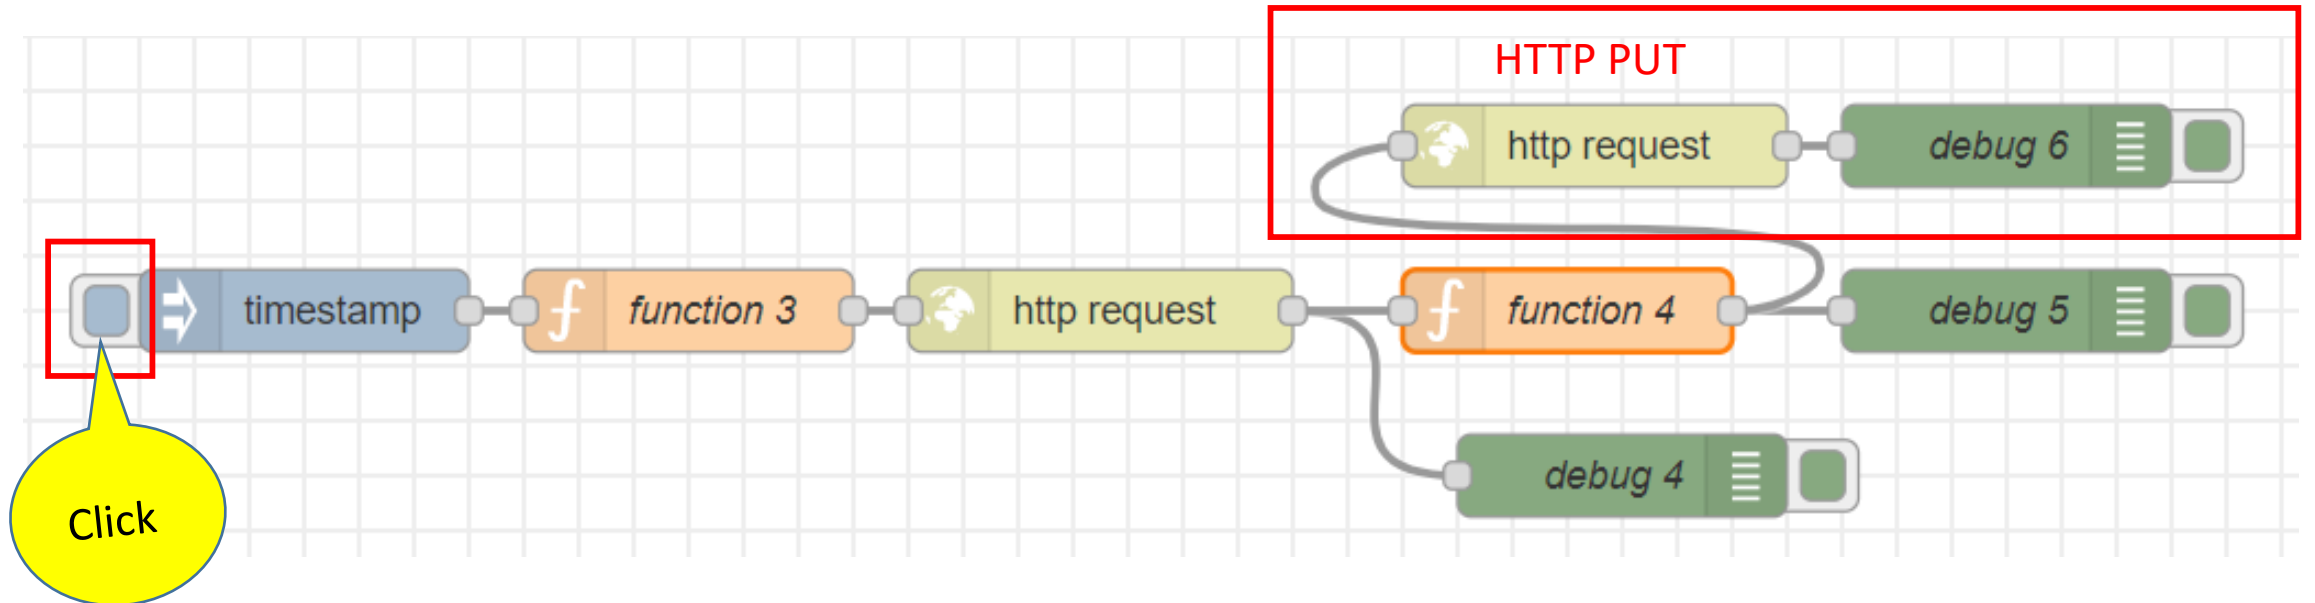 HTTP PUT
http request
debug 6
timestamp
function 3
http request
function 4
debug 5
debug 4
Click